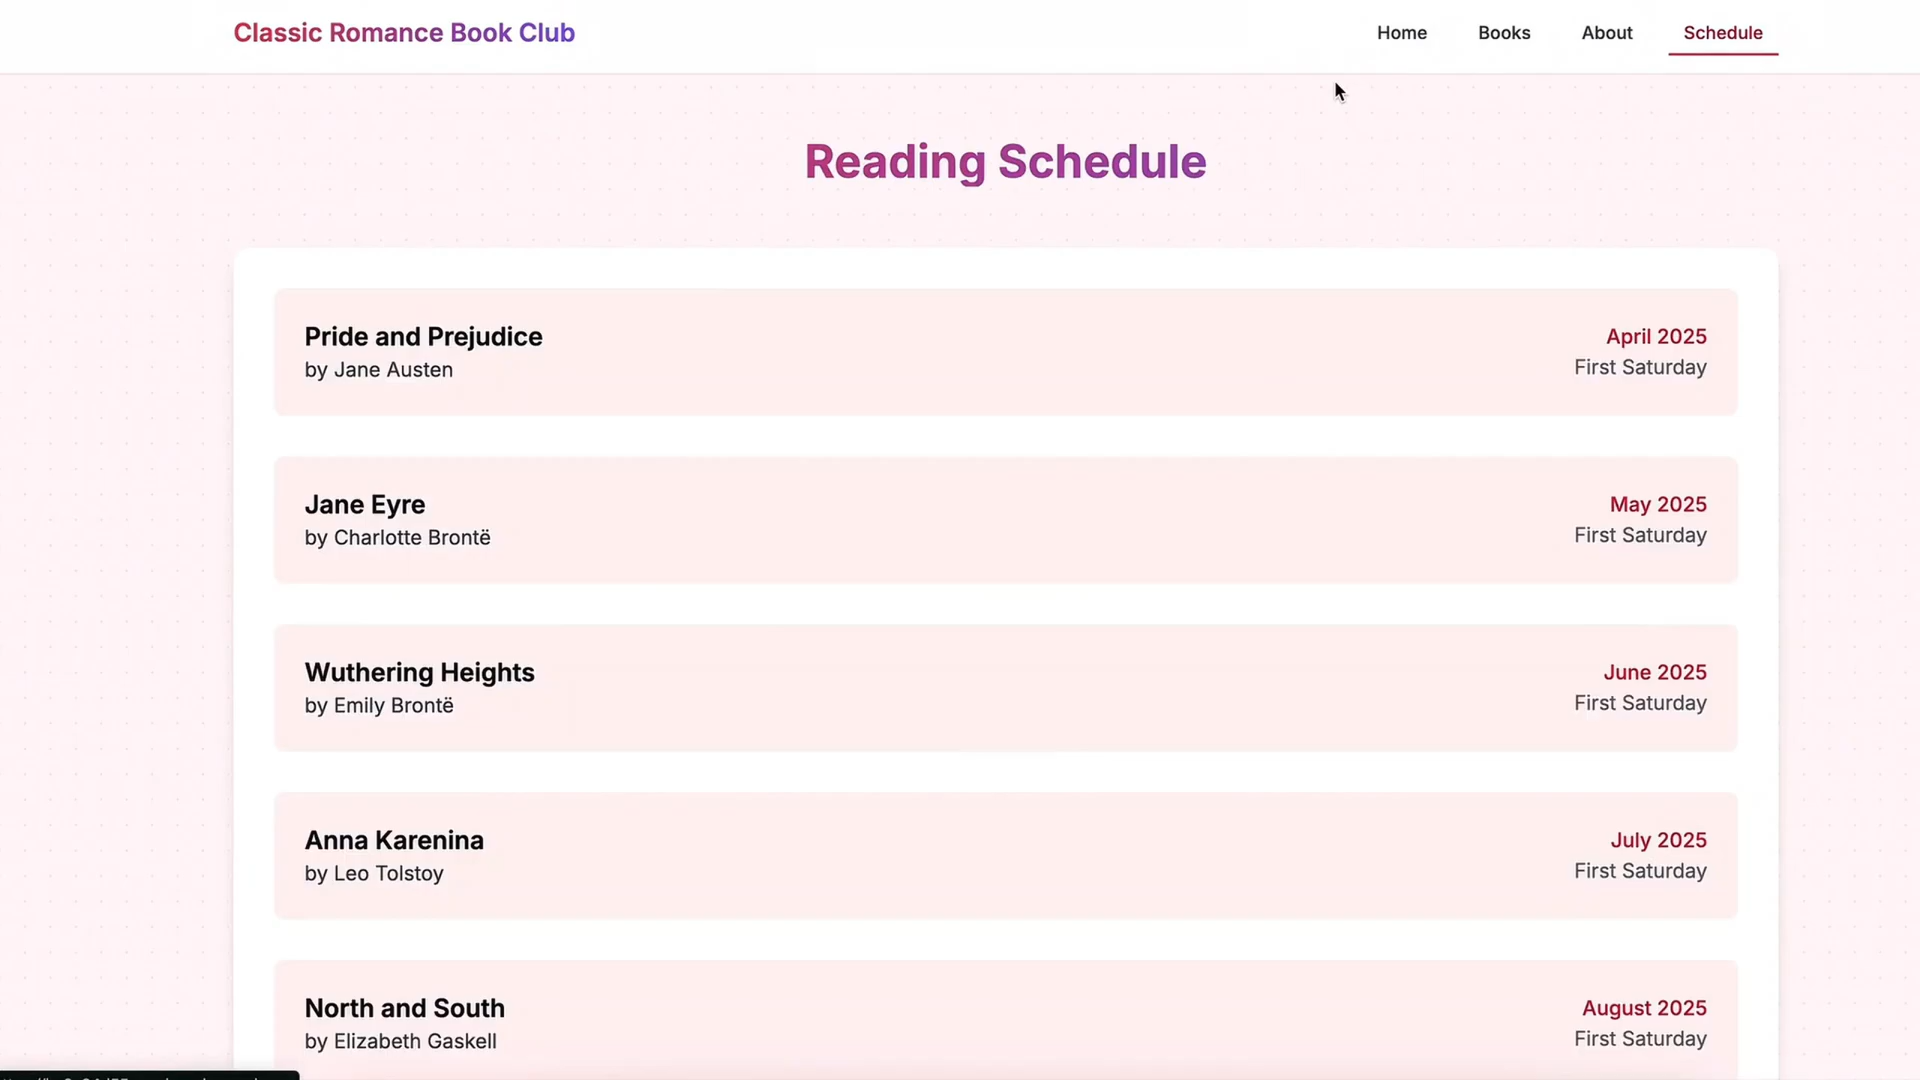 Classic Romance Book Club
Home Books About Schedule
Reading Schedule
Pride and Prejudice
by Jane Austen
April 2025
First Saturday
Jane Eyre
by Charlotte Brontë
May 2025
First Saturday
Wuthering Heights
by Emily Brontë
June 2025
First Saturday
Anna Karenina
by Leo Tolstoy
July 2025
First Saturday
North and South
by Elizabeth Gaskell
August 2025
First Saturday